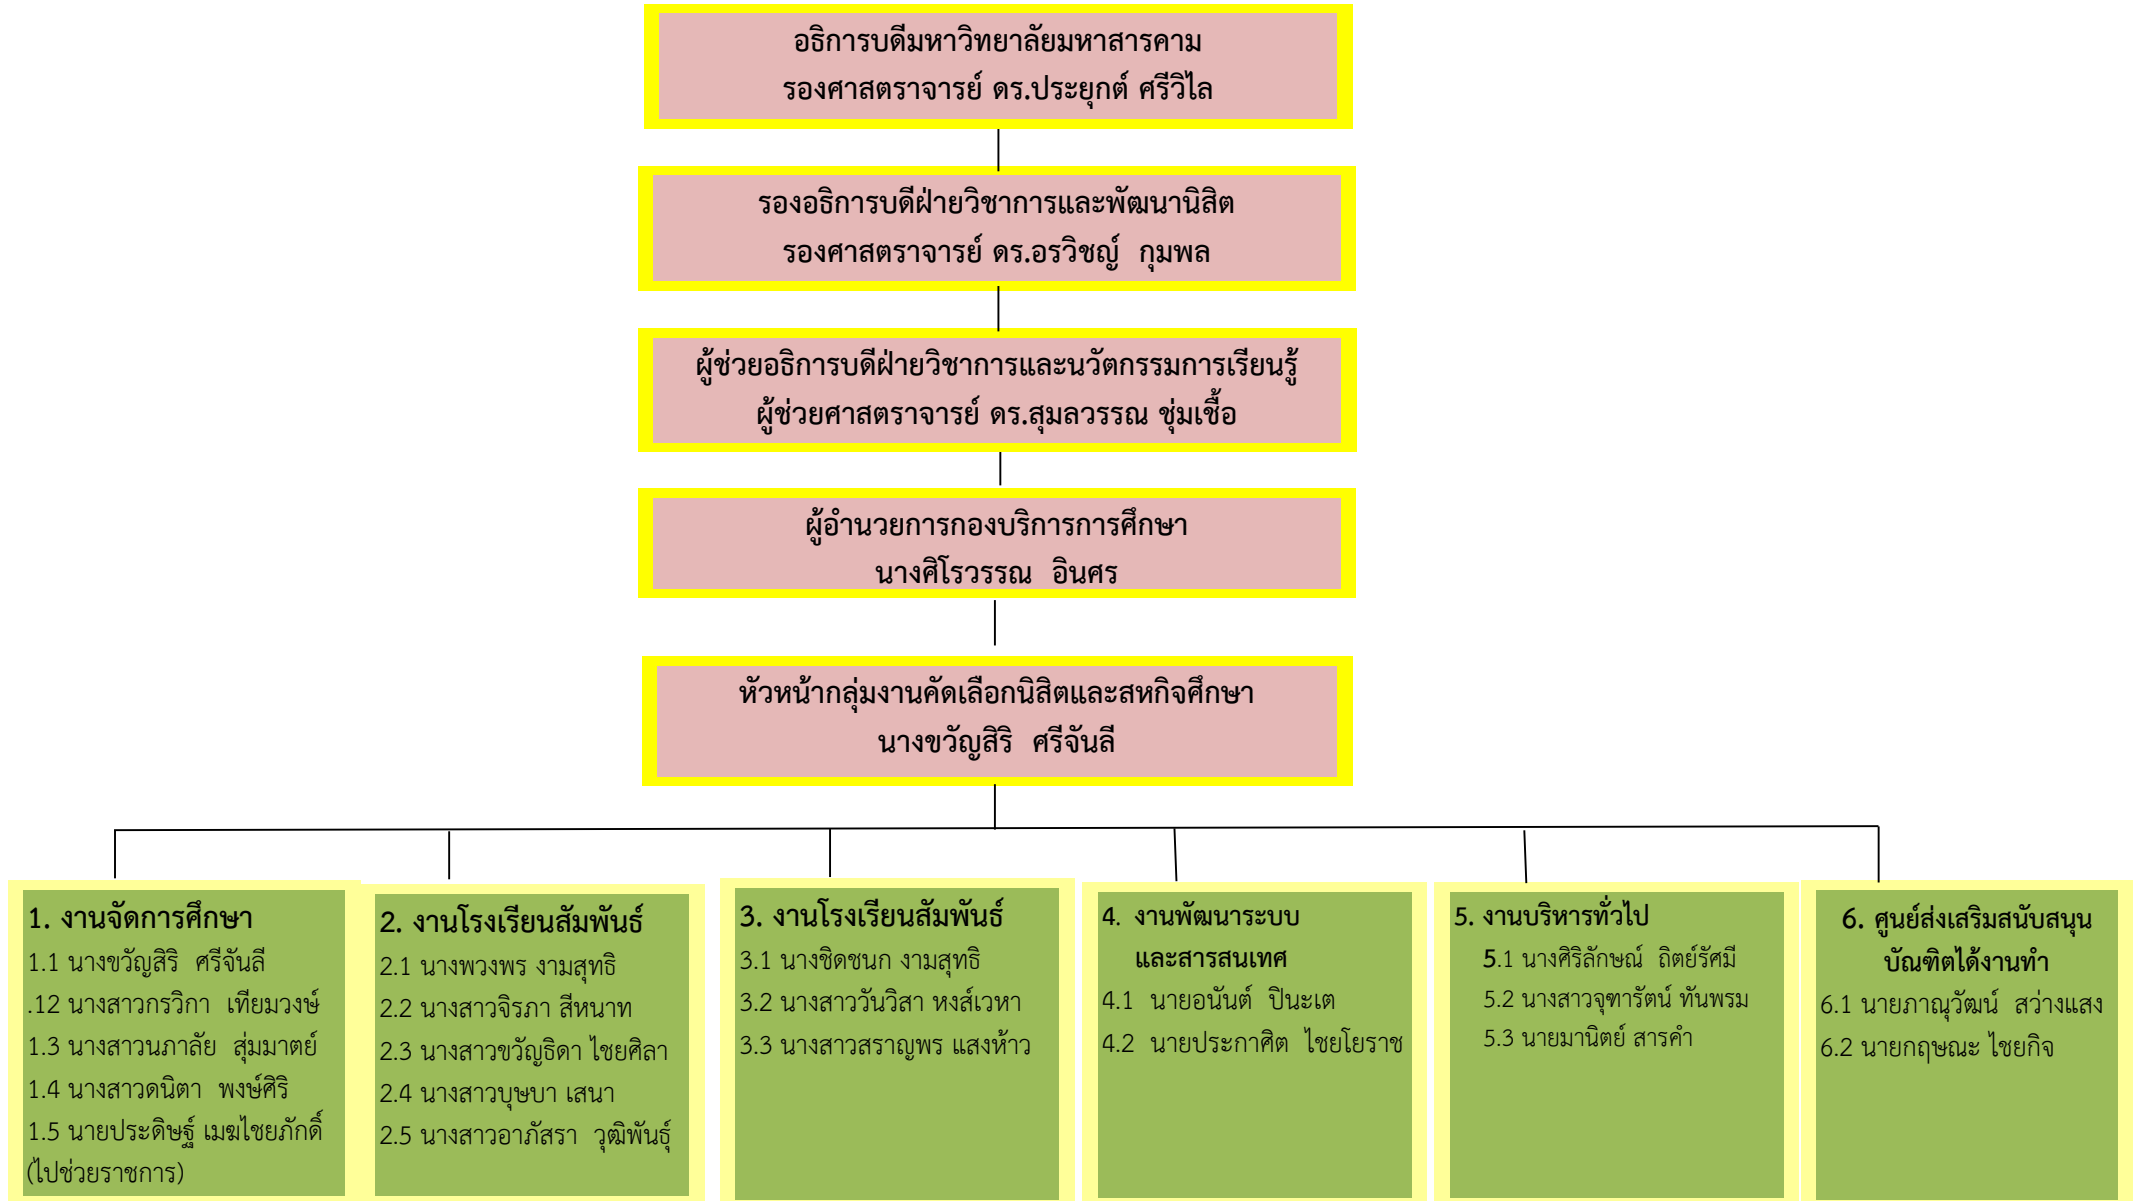 อธิการบดีมหาวิทยาลัยมหาสารคาม
รองศาสตราจารย์ ดร.ประยุกต์ ศรีวิไล
รองอธิการบดีฝ่ายวิชาการและพัฒนานิสิต
รองศาสตราจารย์ ดร.อรวิชญ์ กุมพล
ผู้ช่วยอธิการบดีฝ่ายวิชาการและนวัตกรรมการเรียนรู้
ผู้ช่วยศาสตราจารย์ ดร.สุมลวรรณ ชุ่มเชื้อ
ผู้อำนวยการกองบริการการศึกษา
นางศิโรวรรณ อินศร
หัวหน้ากลุ่มงานคัดเลือกนิสิตและสหกิจศึกษา
นางขวัญสิริ ศรีจันลี
1. งานจัดการศึกษา
1.1 นางขวัญสิริ ศรีจันลี
.12 นางสาวกรวิกา เทียมวงษ์
1.3 นางสาวนภาลัย สุ่มมาตย์
1.4 นางสาวดนิตา พงษ์ศิริ
1.5 นายประดิษฐ์ เมฆไชยภักดิ์
(ไปช่วยราชการ)
2. งานโรงเรียนสัมพันธ์
2.1 นางพวงพร งามสุทธิ
2.2 นางสาวจิรภา สีหนาท
2.3 นางสาวขวัญธิดา ไชยศิลา
2.4 นางสาวบุษบา เสนา
2.5 นางสาวอาภัสรา วุฒิพันธุ์
3. งานโรงเรียนสัมพันธ์
3.1 นางชิดชนก งามสุทธิ
3.2 นางสาววันวิสา หงส์เวหา
3.3 นางสาวสราญพร แสงห้าว
4. งานพัฒนาระบบ
และสารสนเทศ
4.1 นายอนันต์ ปินะเต
4.2 นายประกาศิต ไชยโยราช
5. งานบริหารทั่วไป
5.1 นางศิริลักษณ์ ถิตย์รัศมี
5.2 นางสาวจุฑารัตน์ ทันพรม
5.3 นายมานิตย์ สารคำ
6. ศูนย์ส่งเสริมสนับสนุน
บัณฑิตได้งานทำ
6.1 นายภาณุวัฒน์ สว่างแสง
6.2 นายกฤษณะ ไชยกิจ